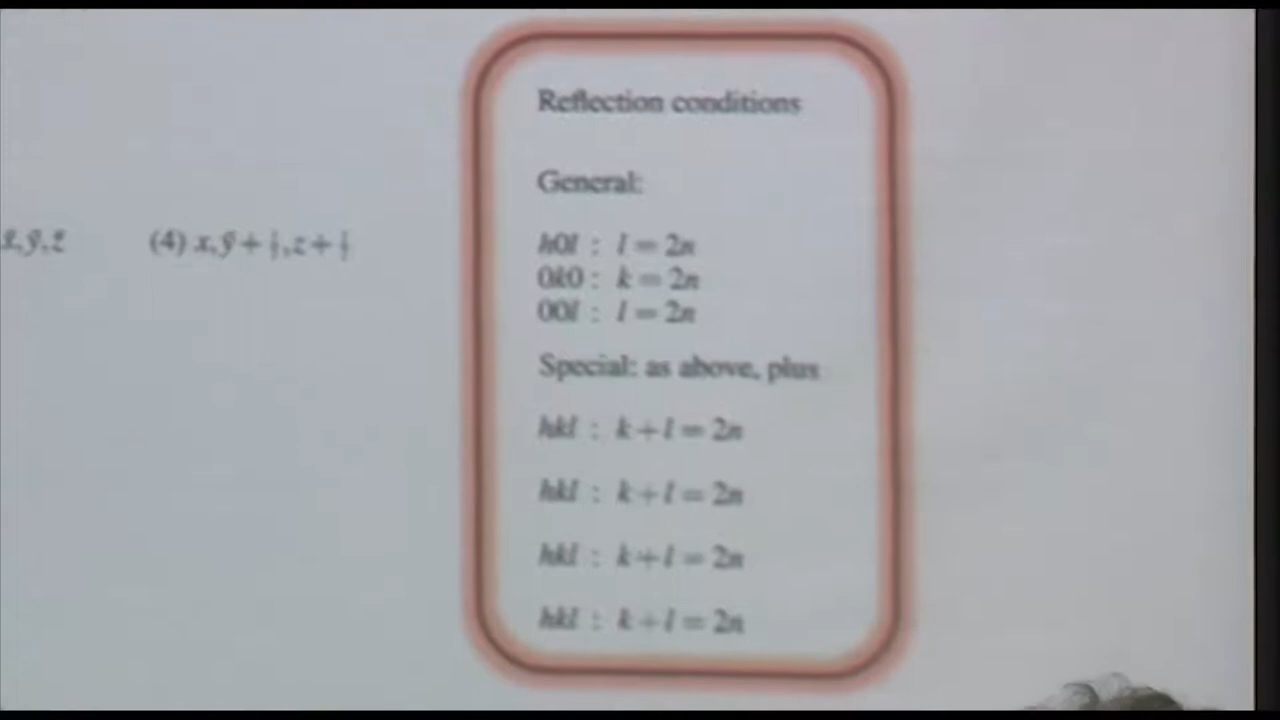 Reflection conditions
General:
x̄,ȳ,z̄ (4) x,ȳ+½,z+½
h0l : l = 2n
0k0 : k = 2n
00l : l = 2n
Special: as above, plus
hkl : k+l = 2n
hkl : k+l = 2n
hkl : k+l = 2n
hkl : k+l = 2n